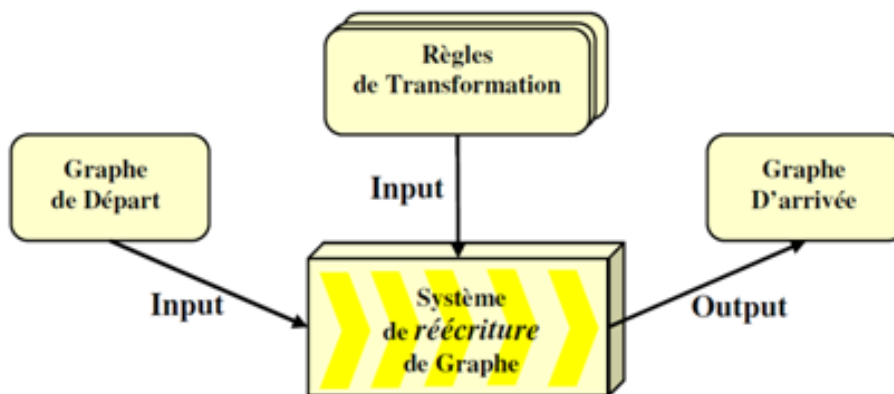 Règles
de Transformation
Graphe
de Départ
Input
Graphe
D'arrivée
Input
Système
de réécriture
de Graphe
Output